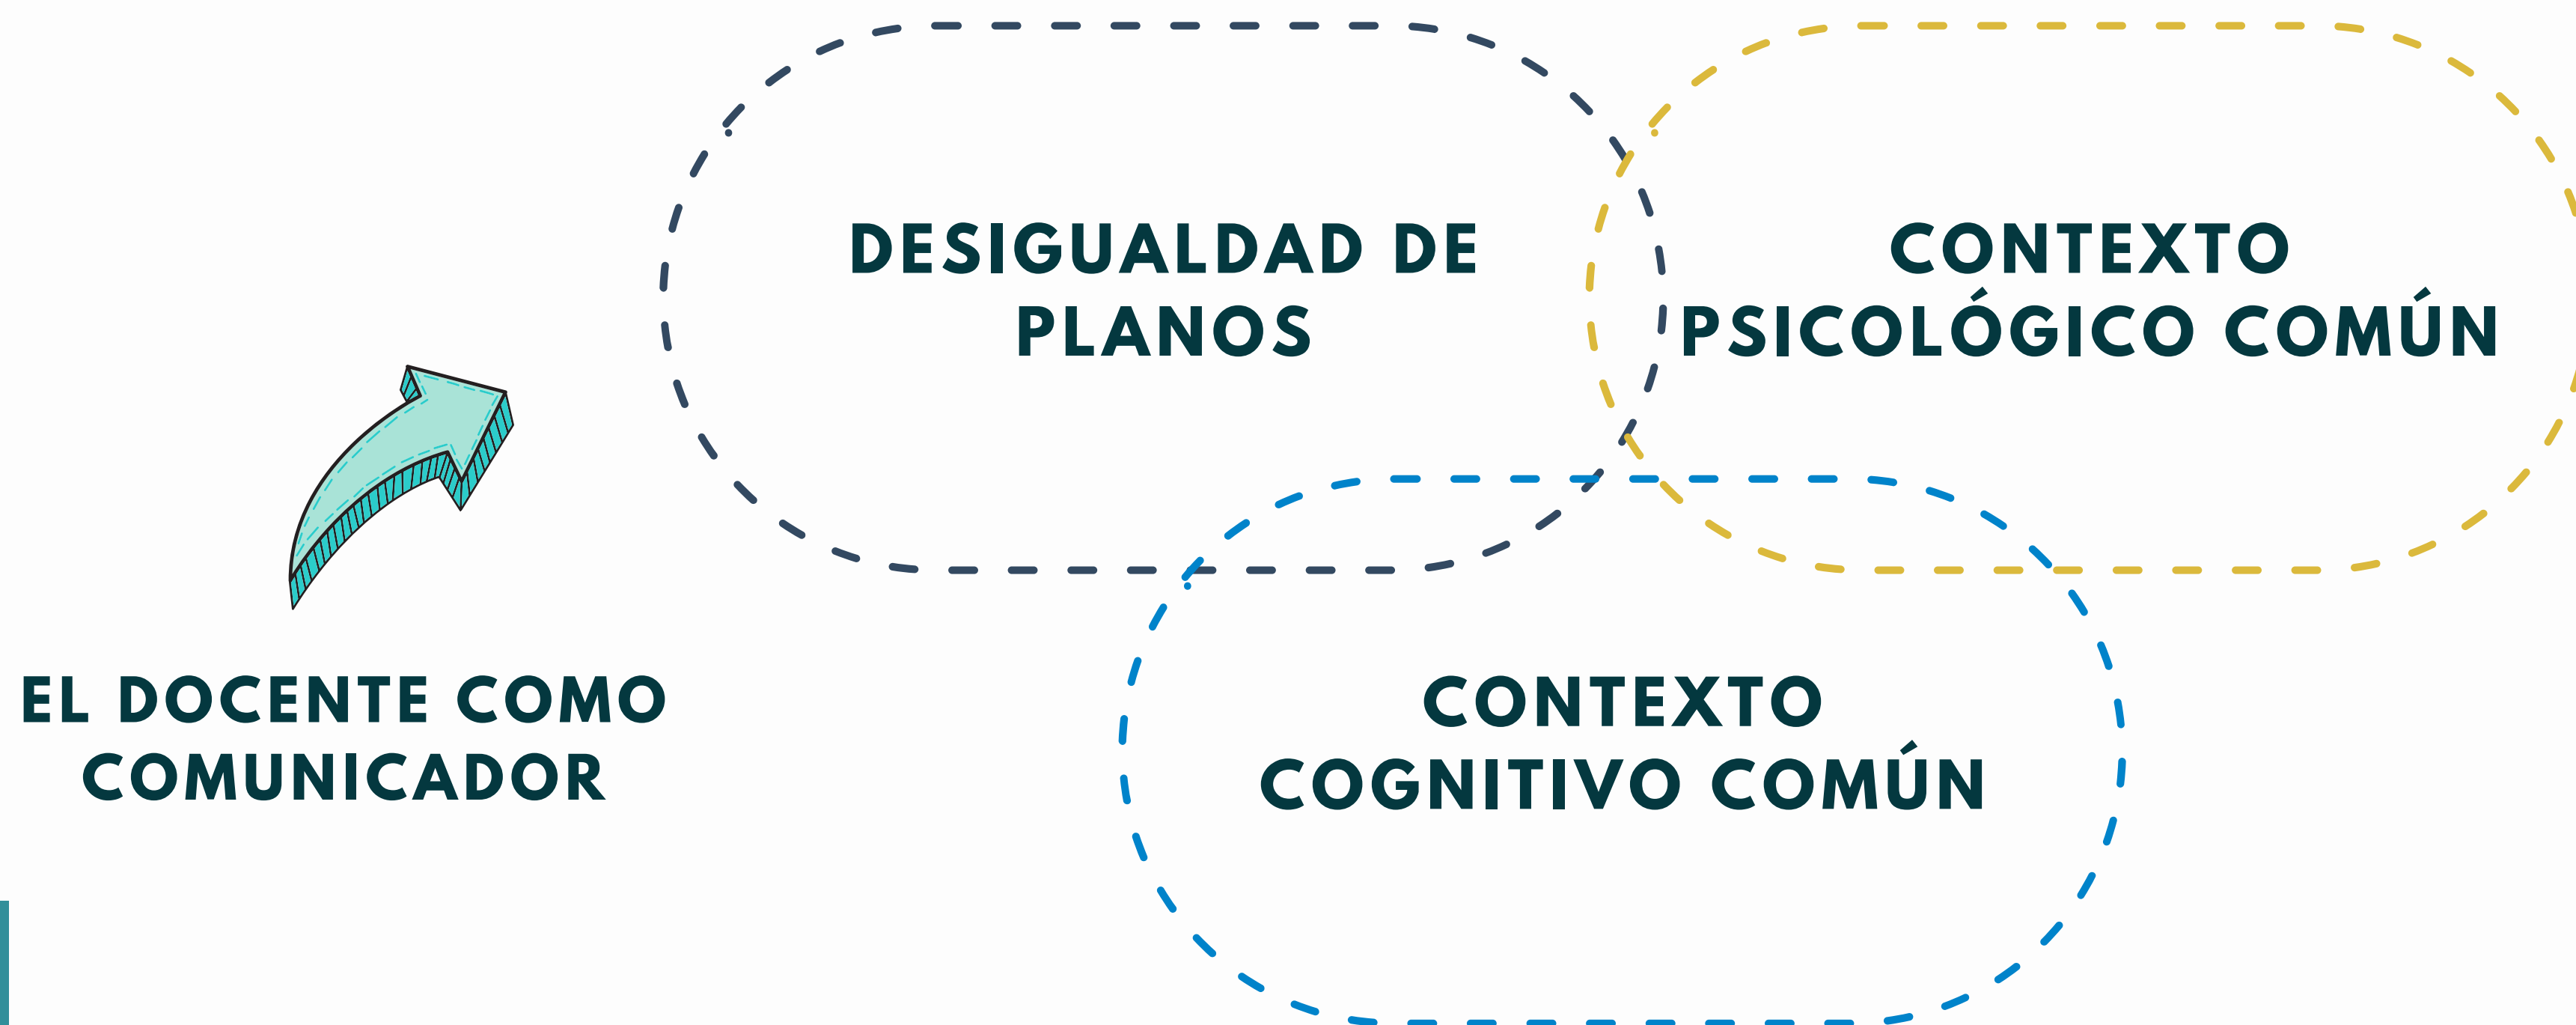 DESIGUALDAD DE
PLANOS
CONTEXTO
PSICOLÓGICO COMÚN
EL DOCENTE COMO
COMUNICADOR
CONTEXTO
COGNITIVO COMÚN